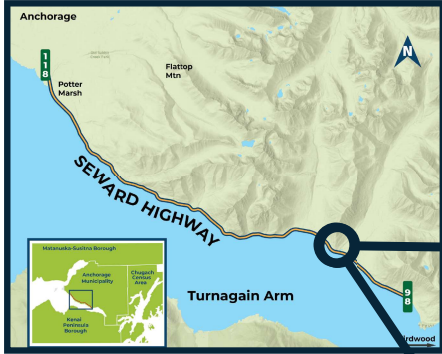 Anchorage
118
Potter
Marsh
Flattop
Mtn
N
SEWARD HIGHWAY
Turnagain Arm
98
irdwood
Matanuska-Susitna Borough
Anchorage
Municipality
Chugach
Census
Area
Kenai
Peninsula
Borough